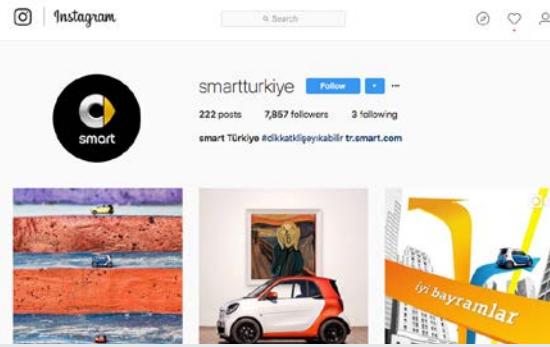 Instagram
Search
smartturkiye Follow
222 posts 7,857 followers 3 following
smart Türkiye #dikkatklişeyıkabilir tr.smart.com
smart
iyi bayramlar